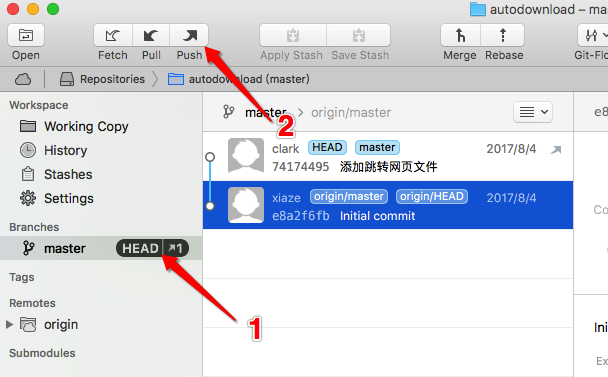 autodownload – ma
Open
Fetch
Pull
Push
Apply Stash
Save Stash
Merge
Rebase
Git-Flo
Repositories
autodownload (master)
Workspace
Working Copy
History
Stashes
Settings
Branches
master HEAD 1
Tags
Remotes
origin
Submodules
master origin/master
2
clark HEAD master 2017/8/4
74174495 添加跳转网页文件
xiaze origin/master origin/HEAD 2017/8/4
e8a2f6fb Initial commit
1
e8
Co
Ini
Ex